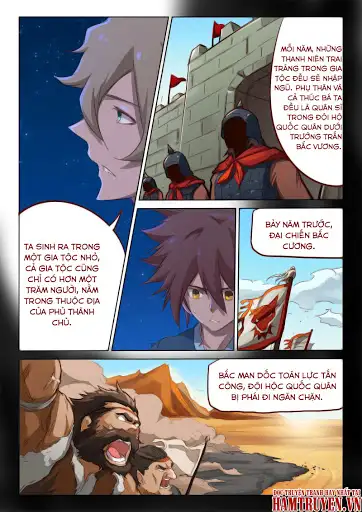 MỖI NĂM, NHỮNG
THANH NIÊN TRAI
TRÁNG TRONG GIA
TỘC ĐỀU SẼ NHẬP
NGŨ. PHỤ THÂN VÀ
CẢ THÚC BÁ TA
ĐỀU LÀ QUÂN SĨ
TRONG ĐỘI HỘ
QUỐC QUÂN DƯỚI
TRƯỚNG TRẤN
BẮC VƯƠNG.
TA SINH RA TRONG
MỘT GIA TỘC NHỎ,
CẢ GIA TỘC CŨNG
CHỈ CÓ HƠN MỘT
TRĂM NGƯỜI, NẰM
TRONG THUỘC ĐỊA
CỦA PHỦ THÀNH
CHỦ.
BẢY NĂM TRƯỚC,
ĐẠI CHIẾN BẮC
CƯƠNG.
BẮC MAN DỐC TOÀN LỰC TẤN
CÔNG, ĐỘI HỘC QUỐC QUÂN
BỊ PHÁI ĐI NGĂN CHẶN.
ĐỌC TRUYỆN TRANH HAY NHẤT TẠI
HAMTRUYEN.VN